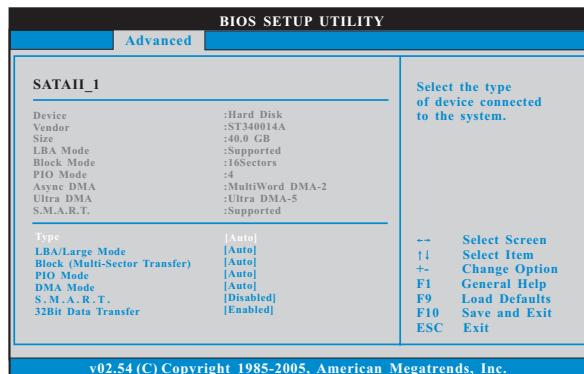 BIOS SETUP UTILITY
Advanced
SATAII_1
Device :Hard Disk
Vendor :ST340014A
Size :40.0 GB
LBA Mode :Supported
Block Mode :16Sectors
PIO Mode :4
Async DMA :MultiWord DMA-2
Ultra DMA :Ultra DMA-5
S.M.A.R.T. :Supported
Type [Auto]
LBA/Large Mode [Auto]
Block (Multi-Sector Transfer) [Auto]
PIO Mode [Auto]
DMA Mode [Auto]
S.M.A.R.T. [Disabled]
32Bit Data Transfer [Enabled]
Select the type
of device connected
to the system.
←→ Select Screen
↑↓ Select Item
+- Change Option
F1 General Help
F9 Load Defaults
F10 Save and Exit
ESC Exit
v02.54 (C) Copyright 1985-2005, American Megatrends, Inc.